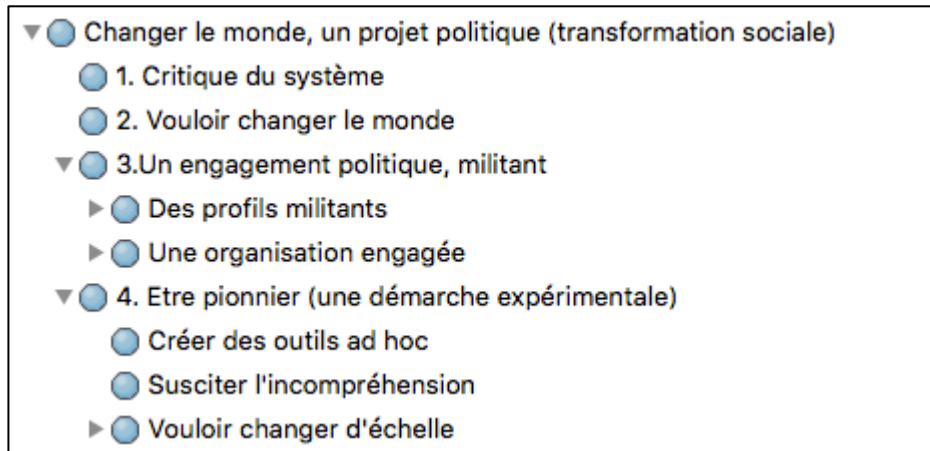 Changer le monde, un projet politique (transformation sociale)
1. Critique du système
2. Vouloir changer le monde
3.Un engagement politique, militant
Des profils militants
Une organisation engagée
4. Etre pionnier (une démarche expérimentale)
Créer des outils ad hoc
Susciter l'incompréhension
Vouloir changer d'échelle